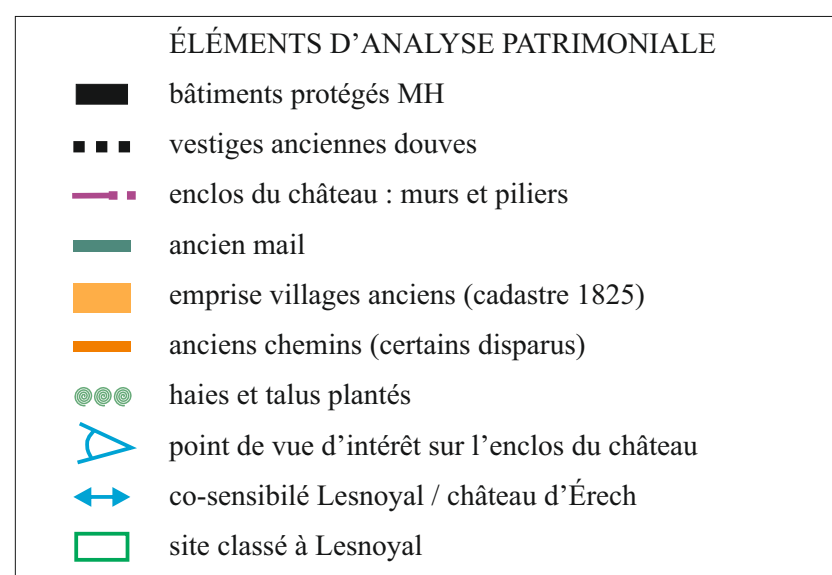 ÉLÉMENTS D’ANALYSE PATRIMONIALE
bâtiments protégés MH
vestiges anciennes douves
enclos du château : murs et piliers
ancien mail
emprise villages anciens (cadastre 1825)
anciens chemins (certains disparus)
haies et talus plantés
point de vue d’intérêt sur l’enclos du château
co-sensibilé Lesnoyal / château d’Érech
site classé à Lesnoyal